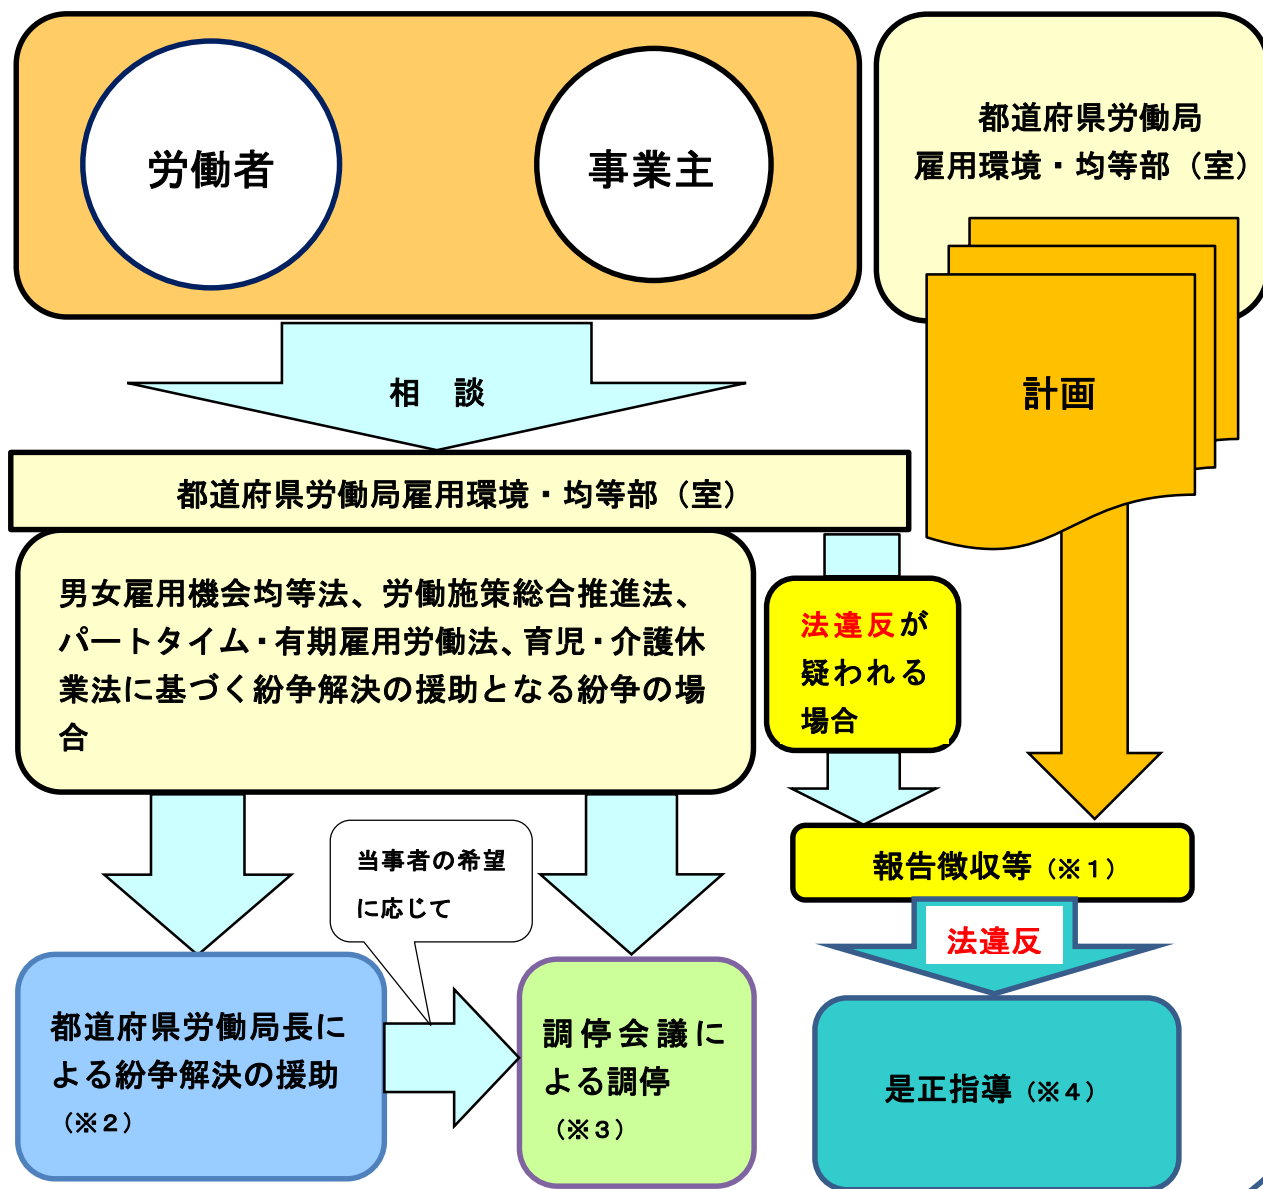 労働者
事業主
都道府県労働局
雇用環境・均等部（室）
計画
相　談
都道府県労働局雇用環境・均等部（室）
男女雇用機会均等法、労働施策総合推進法、
パートタイム・有期雇用労働法、育児・介護休
業法に基づく紛争解決の援助となる紛争の場
合
法違反が
疑われる
場合
当事者の希望
に応じて
報告徴収等（※１）
法違反
都道府県労働局長に
よる紛争解決の援助
（※２）
調停会議に
よる調停
（※３）
是正指導（※４）